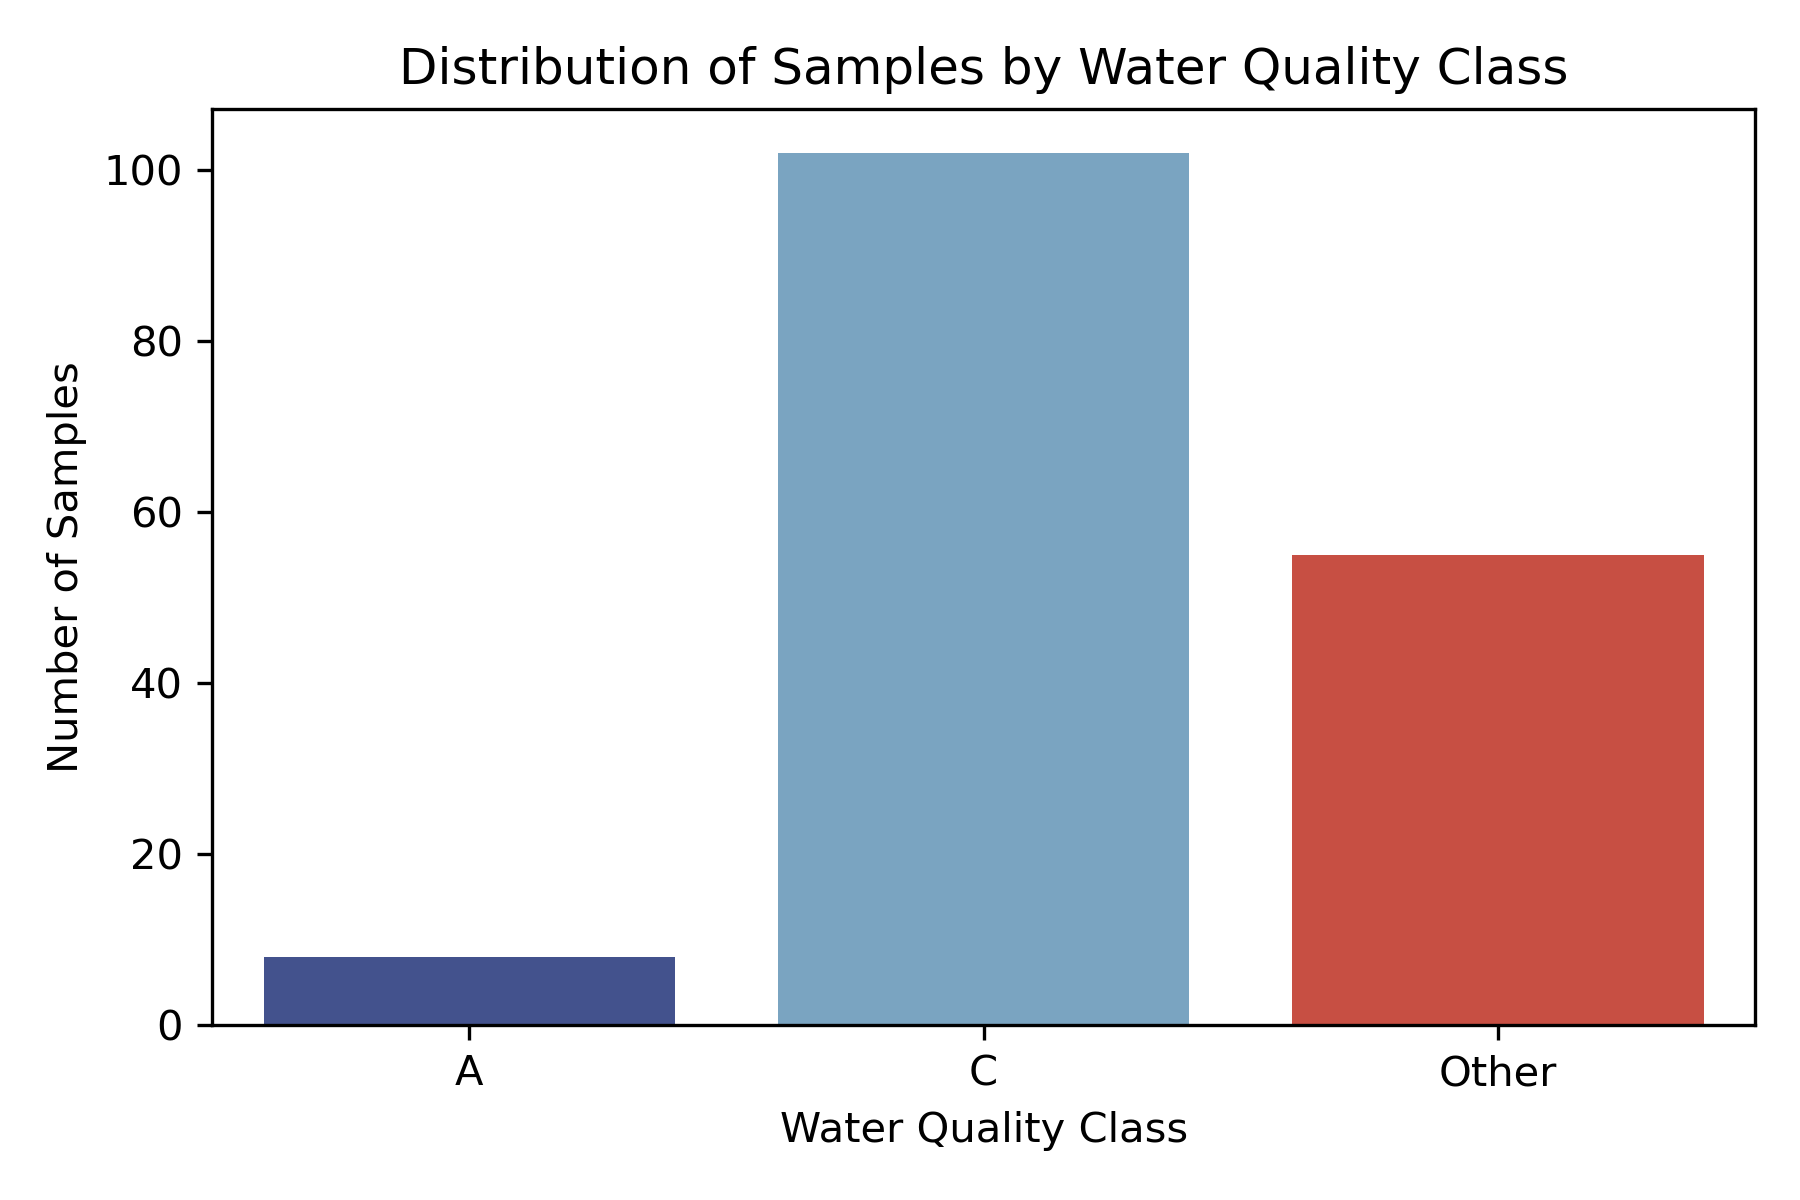 Distribution of Samples by Water Quality Class
Number of Samples
100
80
60
40
20
0
A C Other
Water Quality Class